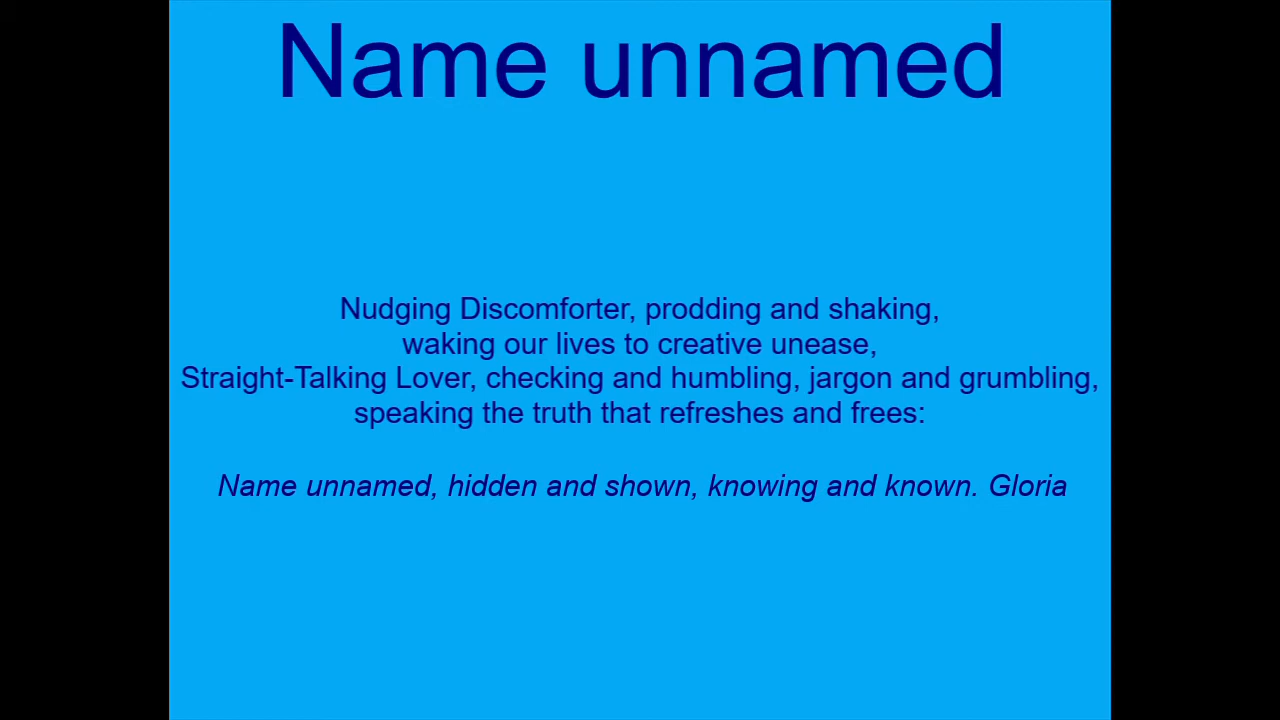 Name unnamed
Nudging Discomforter, prodding and shaking,
waking our lives to creative unease,
Straight-Talking Lover, checking and humbling, jargon and grumbling,
speaking the truth that refreshes and frees:
Name unnamed, hidden and shown, knowing and known. Gloria